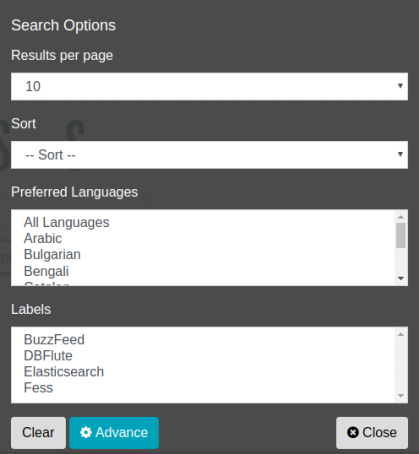 Search Options
Results per page
10
Sort
-- Sort --
Preferred Languages
All Languages
Arabic
Bulgarian
Bengali
Labels
BuzzFeed
DBFlute
Elasticsearch
Fess
Clear
Advance
Close